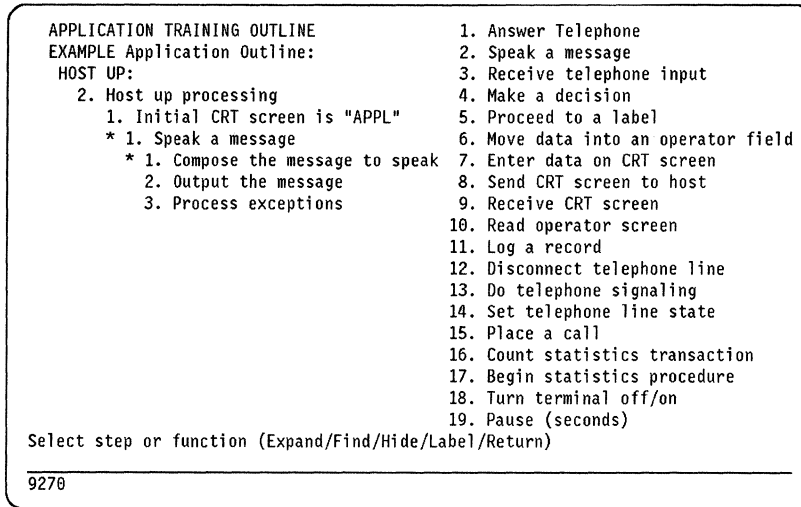 APPLICATION TRAINING OUTLINE
EXAMPLE Application Outline:
HOST UP:
2. Host up processing
1. Initial CRT screen is "APPL"
* 1. Speak a message
* 1. Compose the message to speak
2. Output the message
3. Process exceptions
1. Answer Telephone
2. Speak a message
3. Receive telephone input
4. Make a decision
5. Proceed to a label
6. Move data into an operator field
7. Enter data on CRT screen
8. Send CRT screen to host
9. Receive CRT screen
10. Read operator screen
11. Log a record
12. Disconnect telephone line
13. Do telephone signaling
14. Set telephone line state
15. Place a call
16. Count statistics transaction
17. Begin statistics procedure
18. Turn terminal off/on
19. Pause (seconds)
Select step or function (Expand/Find/Hide/Label/Return)
9270